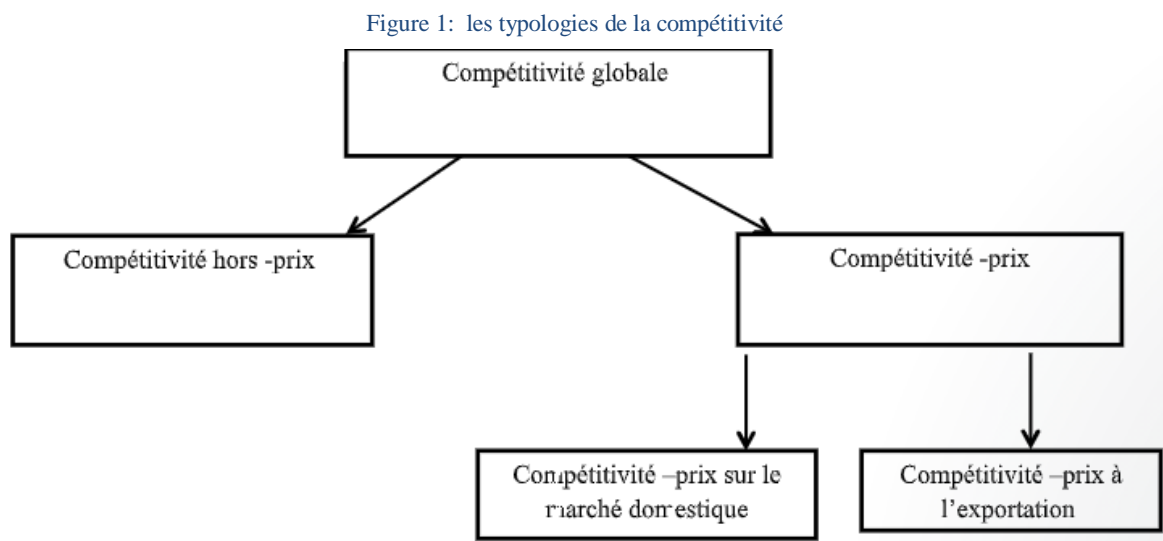 Figure 1: les typologies de la compétitivité
Compétitivité globale
Compétitivité hors -prix
Compétitivité -prix
Compétitivité –prix sur le
marché domestique
Compétitivité –prix à
l’exportation